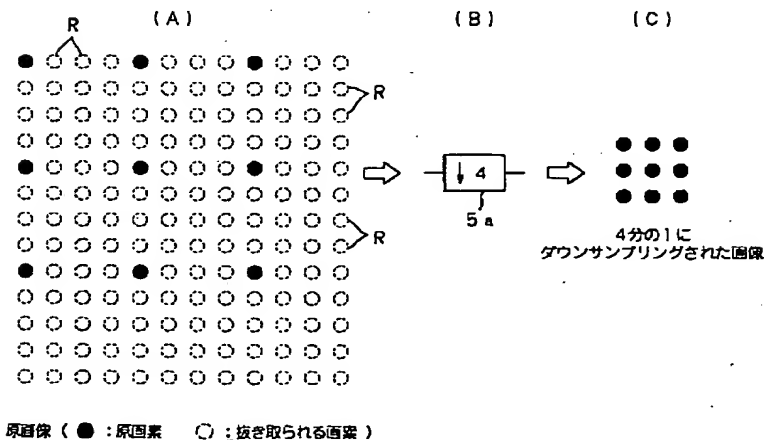 R
(A)
(B)
(C)
R
↓ 4
5a
R
4分の1に
ダウンサンプリングされた画像
原画像 ( ● : 原画素 ◌ : 抜き取られる画素 )